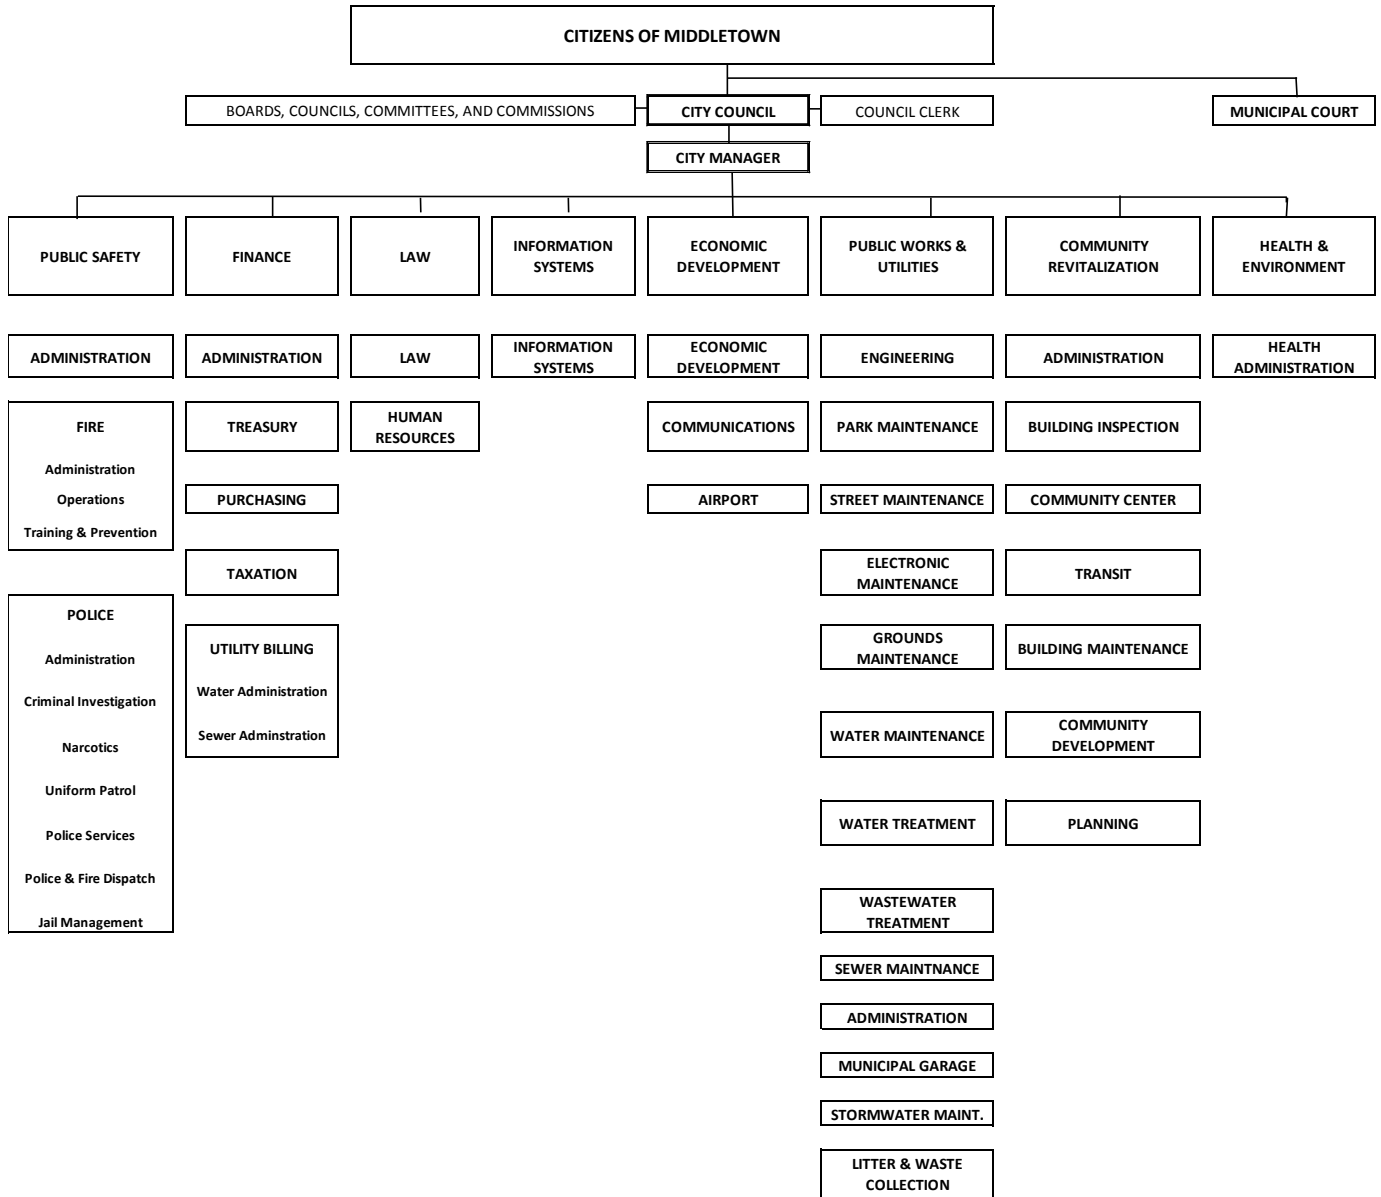 CITIZENS OF MIDDLETOWN
BOARDS, COUNCILS, COMMITTEES, AND COMMISSIONS
CITY COUNCIL
COUNCIL CLERK
MUNICIPAL COURT
CITY MANAGER
PUBLIC SAFETY
FINANCE
LAW
INFORMATION
SYSTEMS
ECONOMIC
DEVELOPMENT
PUBLIC WORKS &
UTILITIES
COMMUNITY
REVITALIZATION
HEALTH &
ENVIRONMENT
ADMINISTRATION
ADMINISTRATION
LAW
INFORMATION
SYSTEMS
ECONOMIC
DEVELOPMENT
ENGINEERING
ADMINISTRATION
HEALTH
ADMINISTRATION
FIRE
Administration
Operations
Training & Prevention
TREASURY
HUMAN
RESOURCES
COMMUNICATIONS
PARK MAINTENANCE
BUILDING INSPECTION
PURCHASING
AIRPORT
STREET MAINTENANCE
COMMUNITY CENTER
TAXATION
ELECTRONIC
MAINTENANCE
TRANSIT
POLICE
Administration
Criminal Investigation
Narcotics
Uniform Patrol
Police Services
Police & Fire Dispatch
Jail Management
UTILITY BILLING
Water Administration
Sewer Adminstration
GROUNDS
MAINTENANCE
BUILDING MAINTENANCE
WATER MAINTENANCE
COMMUNITY
DEVELOPMENT
WATER TREATMENT
PLANNING
WASTEWATER
TREATMENT
SEWER MAINTNANCE
ADMINISTRATION
MUNICIPAL GARAGE
STORMWATER MAINT.
LITTER & WASTE
COLLECTION